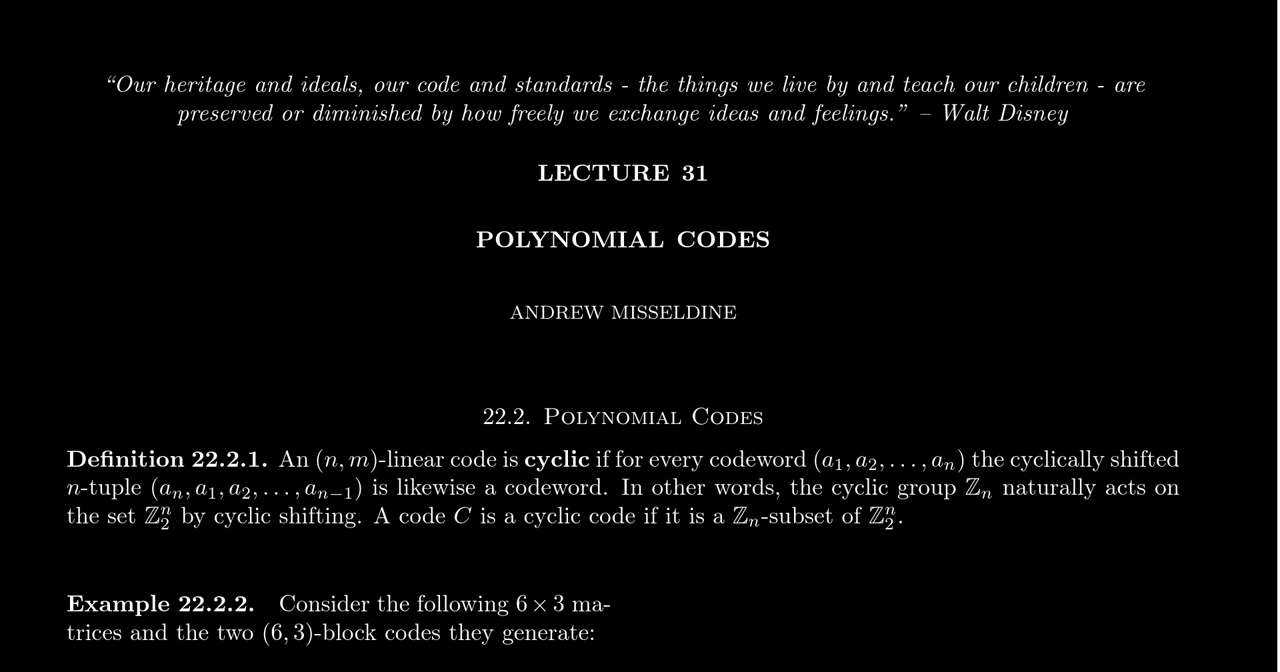 “Our heritage and ideals, our code and standards - the things we live by and teach our children - are
preserved or diminished by how freely we exchange ideas and feelings.” – Walt Disney
LECTURE 31
POLYNOMIAL CODES
ANDREW MISSELDINE
22.2. Polynomial Codes
Definition 22.2.1. An (n, m)-linear code is cyclic if for every codeword (a₁, a₂, . . . , aₙ) the cyclically shifted
n-tuple (aₙ, a₁, a₂, . . . , aₙ₋₁) is likewise a codeword. In other words, the cyclic group ℤₙ naturally acts on
the set ℤ₂ⁿ by cyclic shifting. A code C is a cyclic code if it is a ℤₙ-subset of ℤ₂ⁿ.
Example 22.2.2. Consider the following 6 × 3 ma-
trices and the two (6, 3)-block codes they generate: